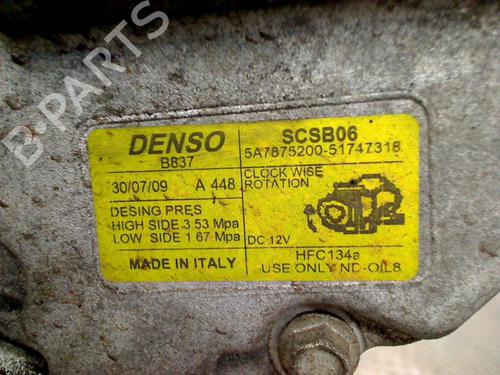 B-PARTS
DENSO
B837
SCSB06
5A7875200-51747318
30/07/09 A 448
CLOCK WISE
ROTATION
DESING PRES
HIGH SIDE 3.53 Mpa
LOW SIDE 1.67 Mpa
DC 12V
MADE IN ITALY
HFC134a
USE ONLY ND-OIL8